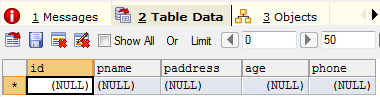 1 Messages 2 Table Data 3 Objects
Show All Or Limit 0 50
id pname paddress age phone
* (NULL) (NULL) (NULL) (NULL) (NULL)